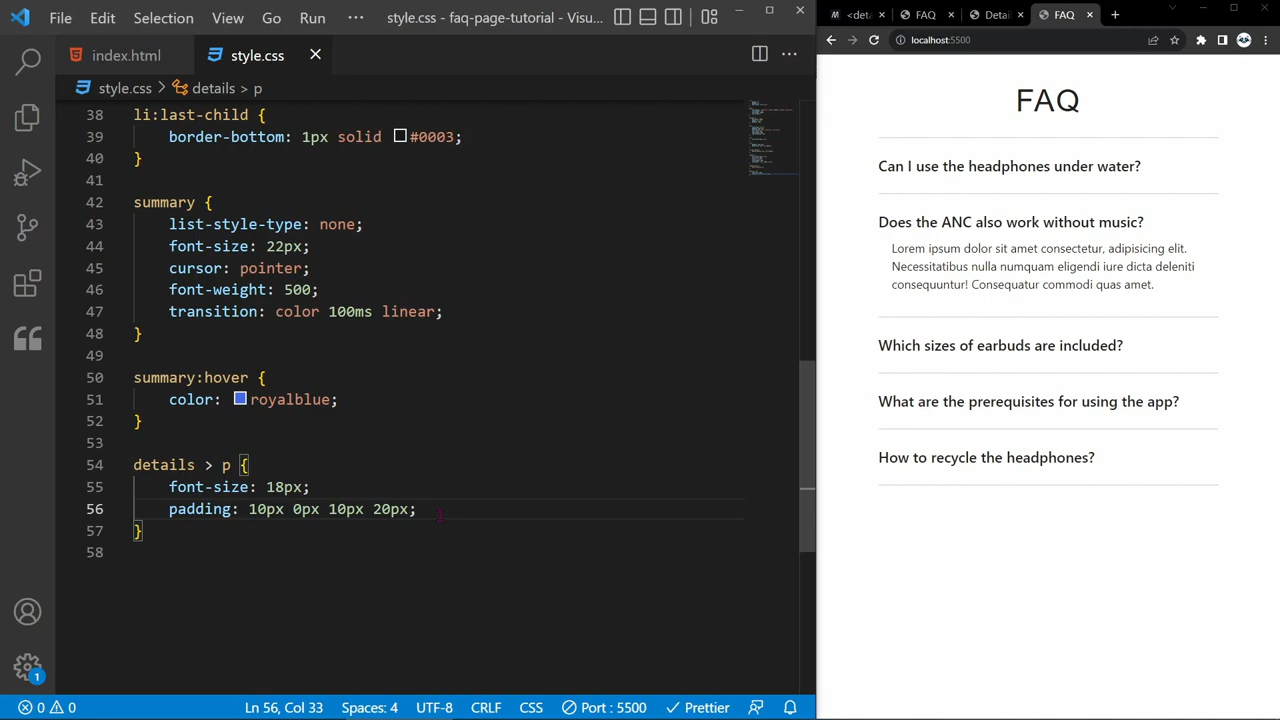 File Edit Selection View Go Run ··· style.css - faq-page-tutorial - Visu...
index.html style.css
style.css > details > p
38 li:last-child {
39 border-bottom: 1px solid #0003;
40 }
41
42 summary {
43 list-style-type: none;
44 font-size: 22px;
45 cursor: pointer;
46 font-weight: 500;
47 transition: color 100ms linear;
48 }
49
50 summary:hover {
51 color: royalblue;
52 }
53
54 details > p {
55 font-size: 18px;
56 padding: 10px 0px 10px 20px;
57 }
58
1
0 0 Ln 56, Col 33 Spaces: 4 UTF-8 CRLF CSS Port : 5500 Prettier
<deta FAQ Detai FAQ
localhost:5500
FAQ
Can I use the headphones under water?
Does the ANC also work without music?
Lorem ipsum dolor sit amet consectetur, adipisicing elit.
Necessitatibus nulla numquam eligendi iure dicta deleniti
consequuntur! Consequatur commodi quas amet.
Which sizes of earbuds are included?
What are the prerequisites for using the app?
How to recycle the headphones?